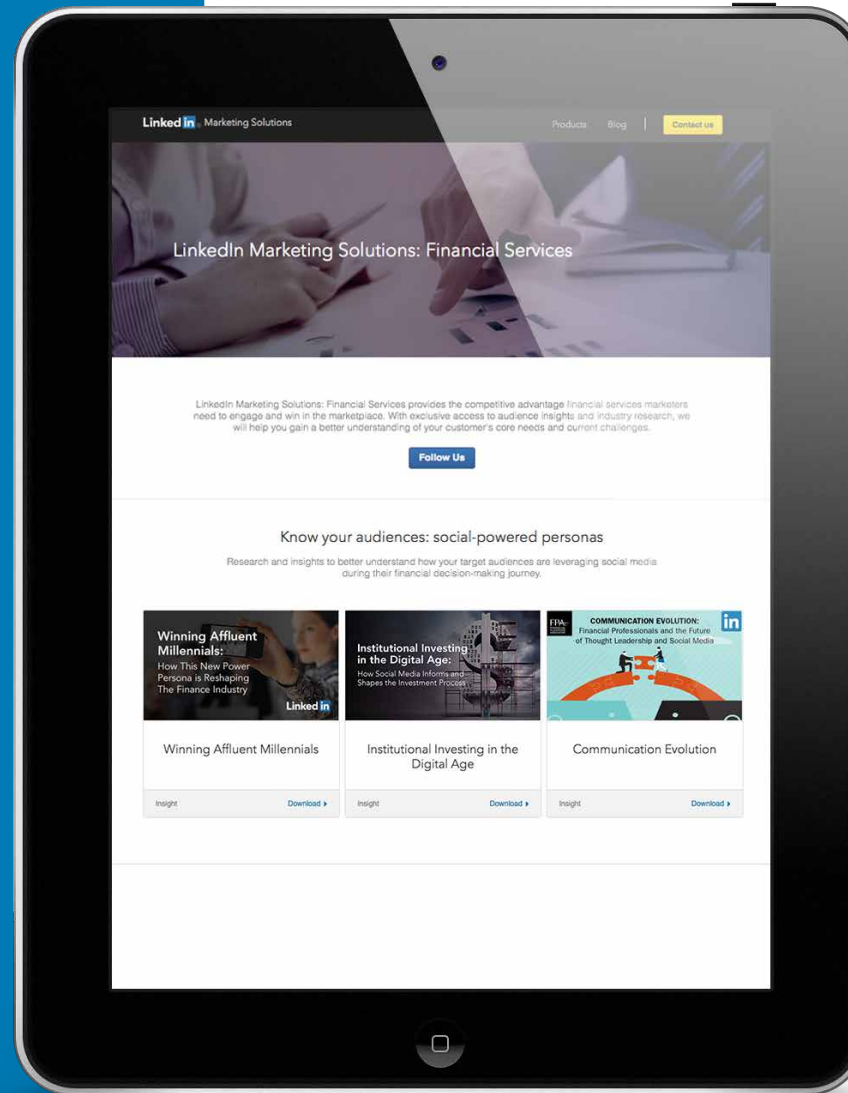 Linked in Marketing Solutions
Products Blog Contact us
LinkedIn Marketing Solutions: Financial Services
LinkedIn Marketing Solutions: Financial Services provides the competitive advantage financial services marketers
need to engage and win in the marketplace. With exclusive access to audience insights and industry research, we
will help you gain a better understanding of your customer's core needs and current challenges.
Follow Us
Know your audiences: social-powered personas
Research and insights to better understand how your target audiences are leveraging social media
during their financial decision-making journey.
Winning Affluent
Millennials:
How This New Power
Persona is Reshaping
The Finance Industry
Linked in
Institutional Investing
in the Digital Age:
How Social Media Informs and
Shapes the Investment Process
FPA
COMMUNICATION EVOLUTION:
Financial Professionals and the Future
of Thought Leadership and Social Media
in
Winning Affluent Millennials
Institutional Investing in the
Digital Age
Communication Evolution
Insight Download
Insight Download
Insight Download